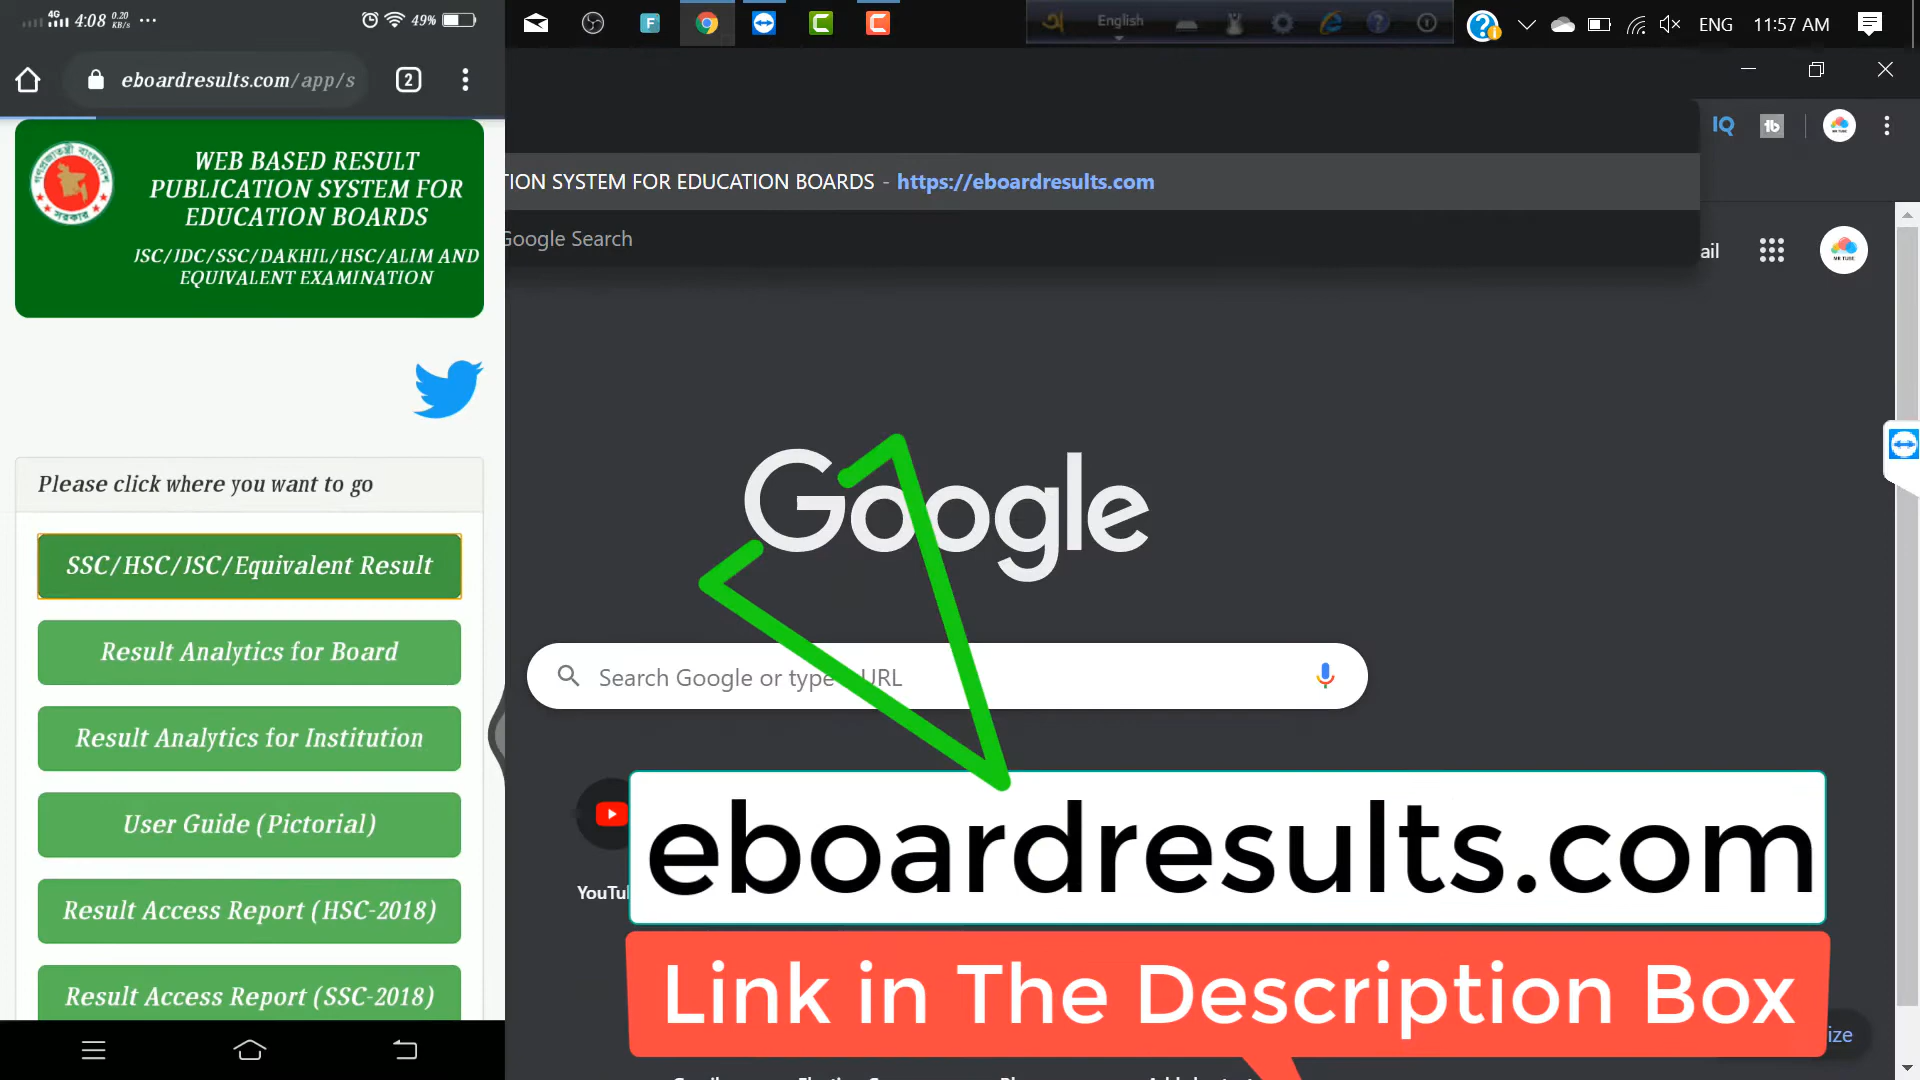 4G
4:08
0.20
KB/s
49%
eboardresults.com/app/s
2
WEB BASED RESULT
PUBLICATION SYSTEM FOR
EDUCATION BOARDS
JSC/JDC/SSC/DAKHIL/HSC/ALIM AND
EQUIVALENT EXAMINATION
Please click where you want to go
SSC/HSC/JSC/Equivalent Result
Result Analytics for Board
Result Analytics for Institution
User Guide (Pictorial)
Result Access Report (HSC-2018)
Result Access Report (SSC-2018)
English
ENG
11:57 AM
IQ
tb
TION SYSTEM FOR EDUCATION BOARDS - https://eboardresults.com
Google Search
ail
Google
Search Google or type URL
YouTu
eboardresults.com
Link in The Description Box
ize